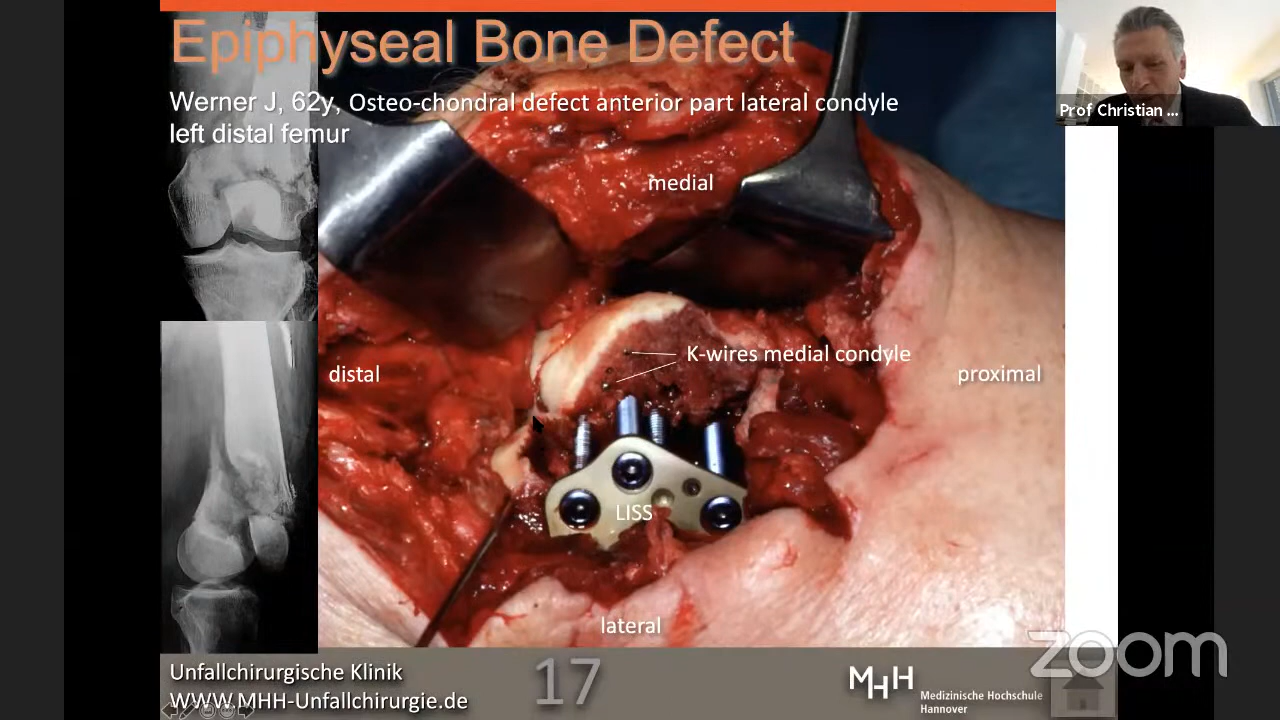 Epiphyseal Bone Defect
Prof Christian ...
Werner J, 62y, Osteo-chondral defect anterior part lateral condyle
left distal femur
medial
K-wires medial condyle
distal
proximal
LISS
lateral
zoom
Unfallchirurgische Klinik
WWW.MHH-Unfallchirurgie.de
17
MHH
Medizinische Hochschule
Hannover